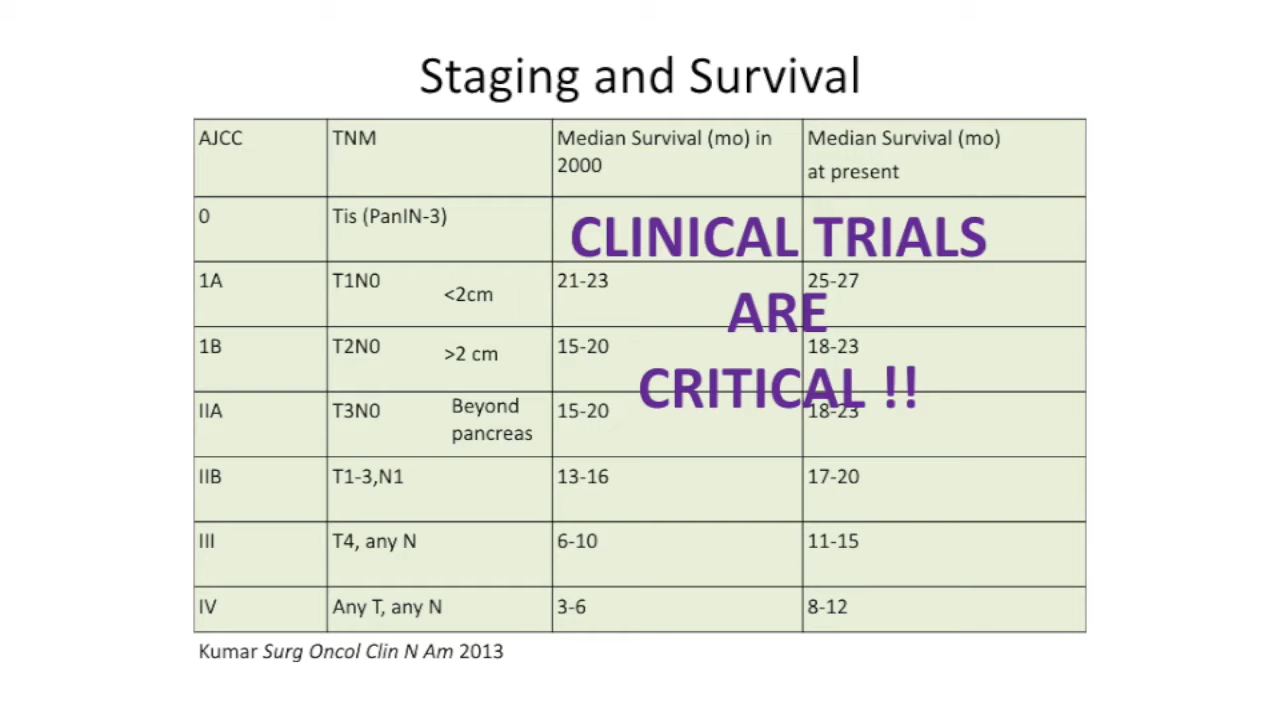 Staging and Survival
AJCC TNM Median Survival (mo) in 2000 Median Survival (mo) at present
0 Tis (PanIN-3)
1A T1N0 <2cm 21-23 25-27
1B T2N0 >2 cm 15-20 18-23
IIA T3N0 Beyond pancreas 15-20 18-23
IIB T1-3,N1 13-16 17-20
III T4, any N 6-10 11-15
IV Any T, any N 3-6 8-12
CLINICAL TRIALS
ARE
CRITICAL !!
Kumar Surg Oncol Clin N Am 2013